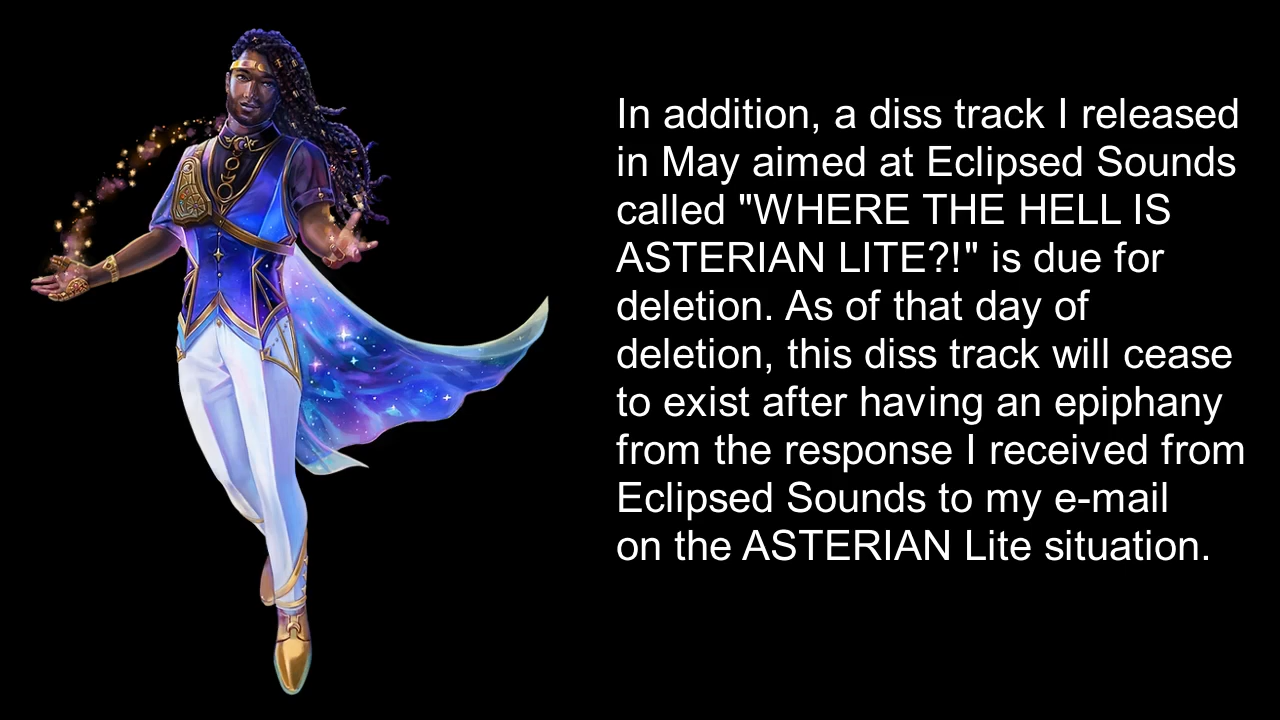 In addition, a diss track I released
in May aimed at Eclipsed Sounds
called "WHERE THE HELL IS
ASTERIAN LITE?!" is due for
deletion. As of that day of
deletion, this diss track will cease
to exist after having an epiphany
from the response I received from
Eclipsed Sounds to my e-mail
on the ASTERIAN Lite situation.